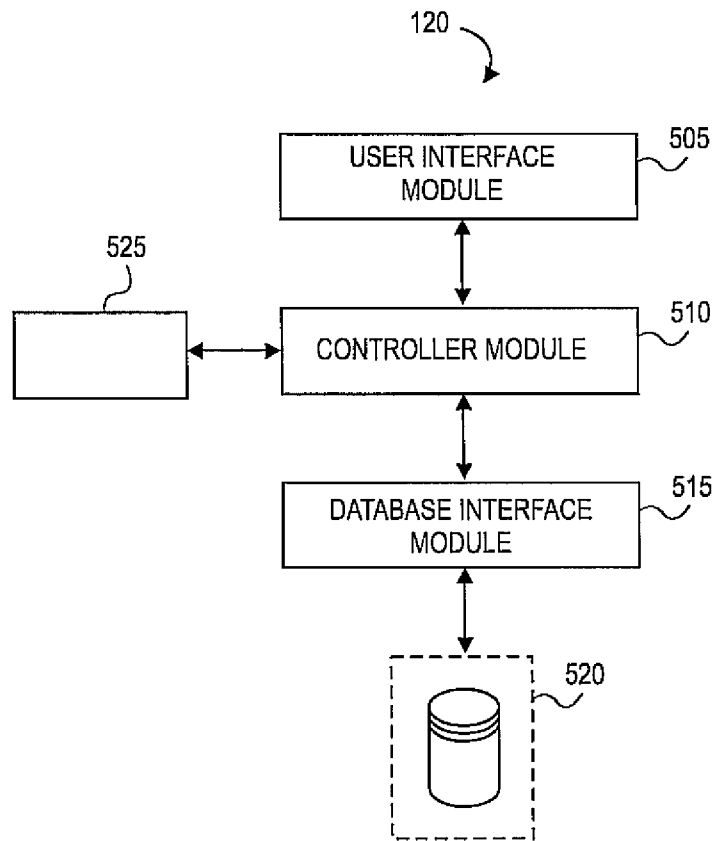 120
USER INTERFACE
MODULE
505
525
CONTROLLER MODULE
510
DATABASE INTERFACE
MODULE
515
520